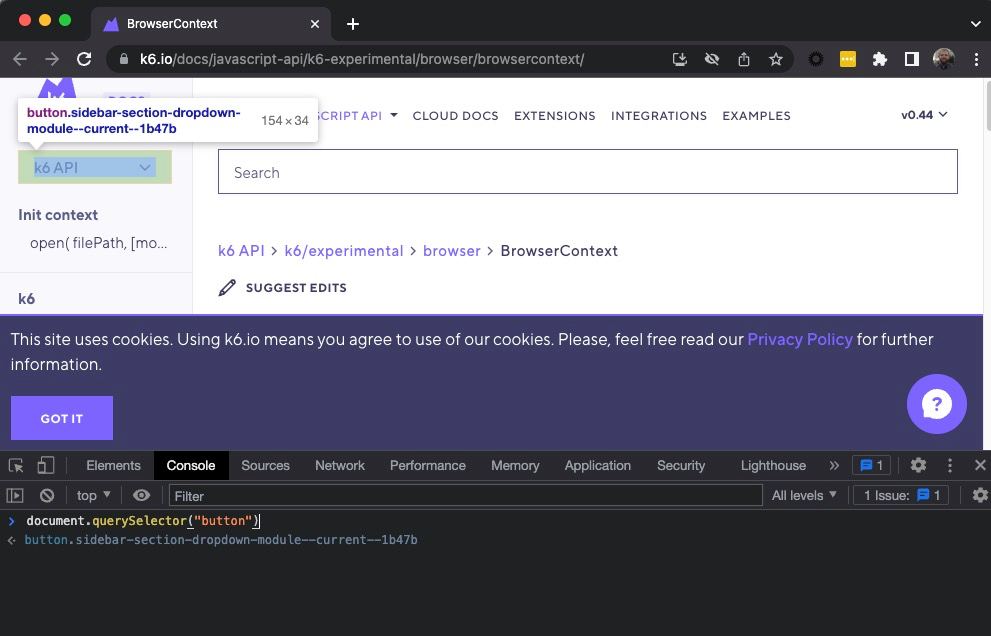 BrowserContext
k6.io/docs/javascript-api/k6-experimental/browser/browsercontext/
DOCS
button.sidebar-section-dropdown-
module--current--1b47b
154 × 34
SCRIPT API
CLOUD DOCS
EXTENSIONS
INTEGRATIONS
EXAMPLES
v0.44
k6 API
Search
Init context
open( filePath, [mo...
k6 API > k6/experimental > browser > BrowserContext
SUGGEST EDITS
k6
This site uses cookies. Using k6.io means you agree to use of our cookies. Please, feel free read our Privacy Policy for further
information.
GOT IT
?
Elements Console Sources Network Performance Memory Application Security Lighthouse » 1
top Filter All levels 1 Issue: 1
> document.querySelector("button")
button.sidebar-section-dropdown-module--current--1b47b